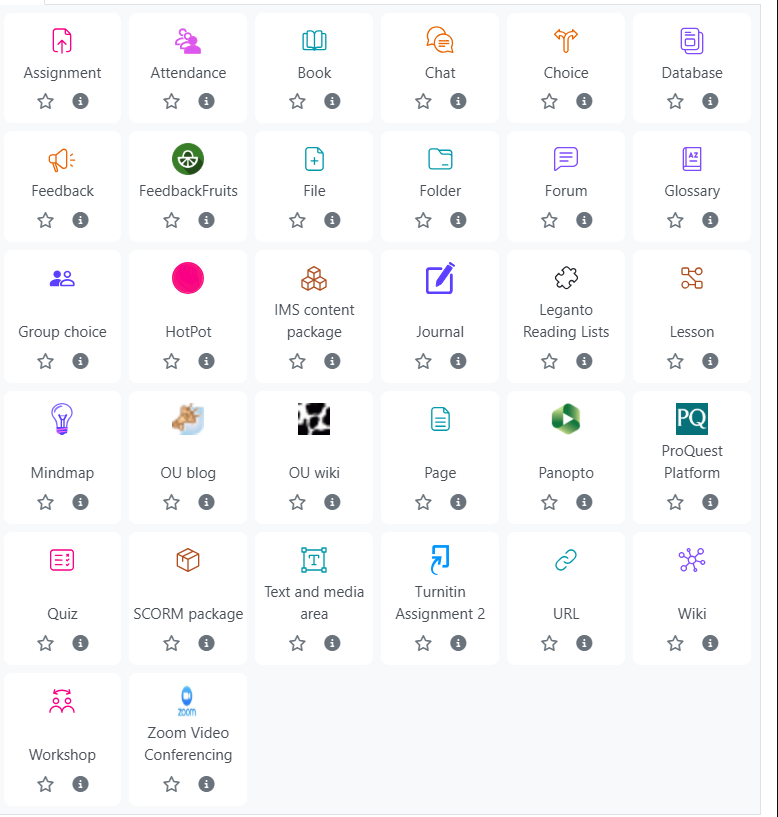 Assignment
Attendance
Book
Chat
Choice
Database
Feedback
FeedbackFruits
File
Folder
Forum
AZ
Glossary
Group choice
HotPot
IMS content
package
Journal
Leganto
Reading Lists
Lesson
Mindmap
OU blog
OU wiki
Page
Panopto
PQ
ProQuest
Platform
Quiz
SCORM package
T
Text and media
area
Turnitin
Assignment 2
URL
Wiki
Workshop
zoom
Zoom Video
Conferencing